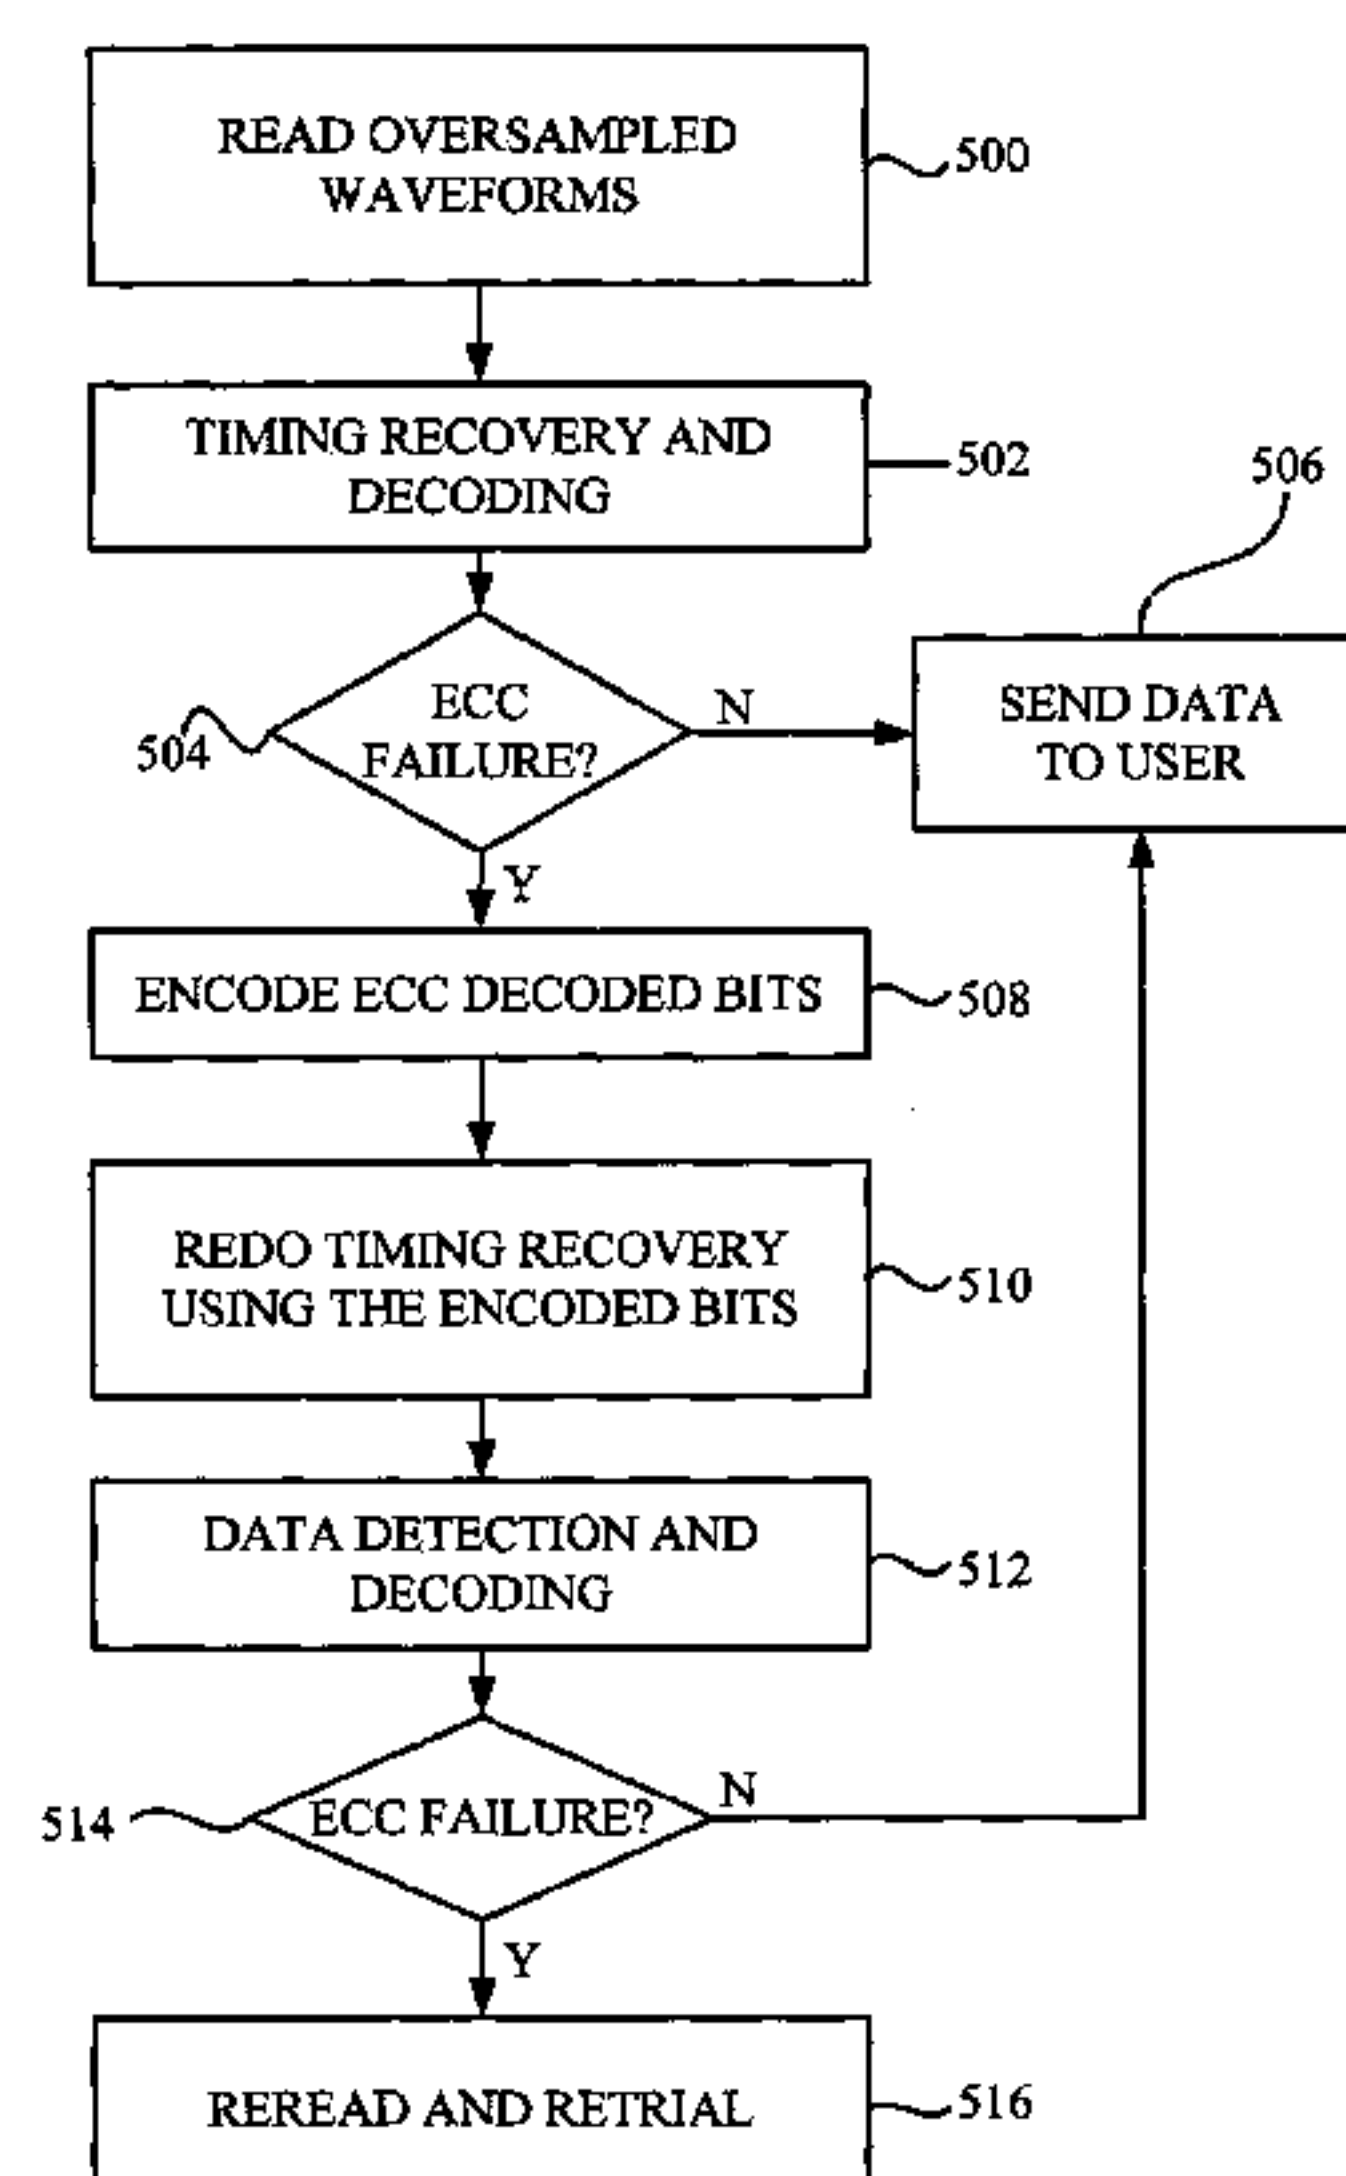 READ OVERSAMPLED
WAVEFORMS
500
TIMING RECOVERY AND
DECODING
502
506
ECC
FAILURE?
504
N
SEND DATA
TO USER
Y
ENCODE ECC DECODED BITS
508
REDO TIMING RECOVERY
USING THE ENCODED BITS
510
DATA DETECTION AND
DECODING
512
514
ECC FAILURE?
N
Y
REREAD AND RETRIAL
516